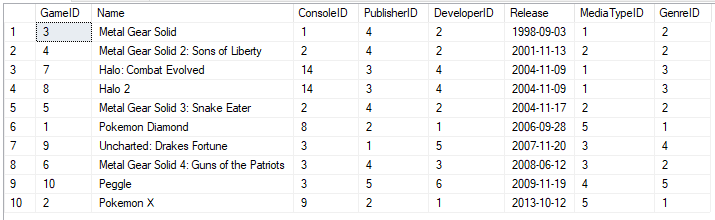 GameID Name ConsoleID PublisherID DeveloperID Release MediaTypeID GenreID
1 3 Metal Gear Solid 1 4 2 1998-09-03 1 2
2 4 Metal Gear Solid 2: Sons of Liberty 2 4 2 2001-11-13 2 2
3 7 Halo: Combat Evolved 14 3 4 2004-11-09 1 3
4 8 Halo 2 14 3 4 2004-11-09 1 3
5 5 Metal Gear Solid 3: Snake Eater 2 4 2 2004-11-17 2 2
6 1 Pokemon Diamond 8 2 1 2006-09-28 5 1
7 9 Uncharted: Drakes Fortune 3 1 5 2007-11-20 3 4
8 6 Metal Gear Solid 4: Guns of the Patriots 3 4 3 2008-06-12 3 2
9 10 Peggle 3 5 6 2009-11-19 4 5
10 2 Pokemon X 9 2 1 2013-10-12 5 1